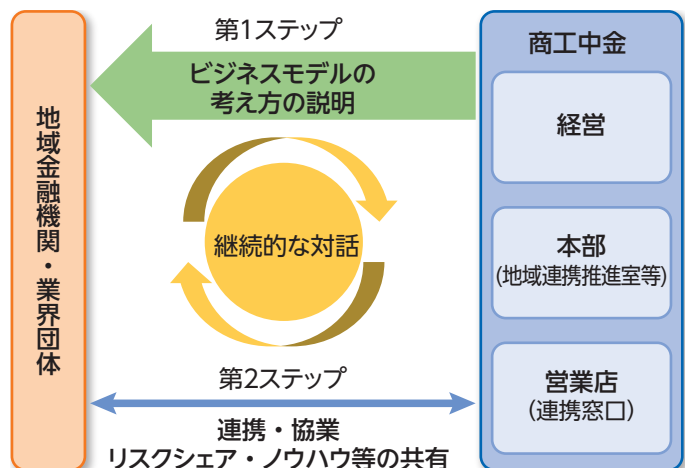 第1ステップ
ビジネスモデルの
考え方の説明
地域金融機関・業界団体
継続的な対話
第2ステップ
連携・協業
リスクシェア・ノウハウ等の共有
商工中金
経営
本部
(地域連携推進室等)
営業店
(連携窓口)